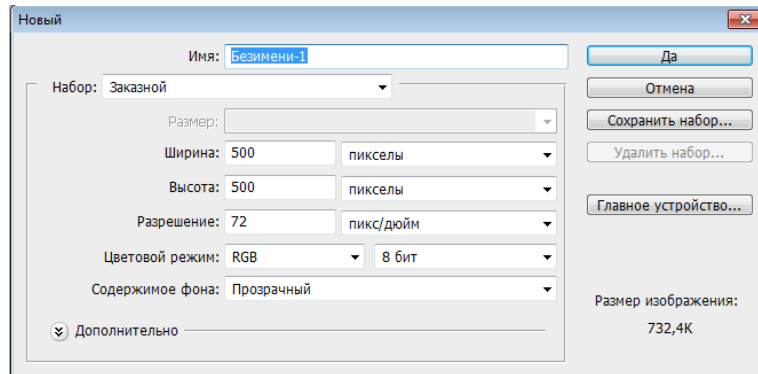 Новый
Имя: Безимени-1
Да
Набор: Заказной
Отмена
Размер:
Сохранить набор...
Ширина: 500 пикселы
Удалить набор...
Высота: 500 пикселы
Главное устройство...
Разрешение: 72 пикс/дюйм
Цветовой режим: RGB 8 бит
Содержимое фона: Прозрачный
Размер изображения:
732,4K
Дополнительно